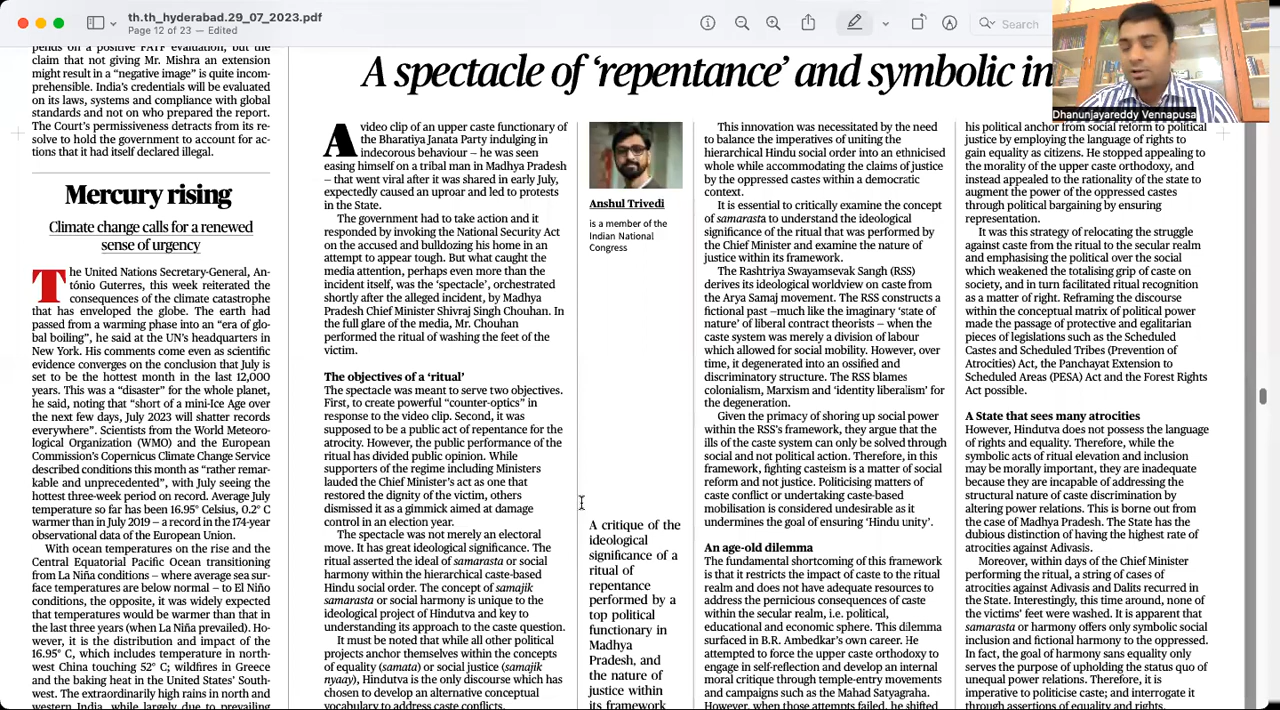 th.th_hyderabad.29_07_2023.pdf
Page 12 of 23 — Edited
Search
Dhanunjayareddy Vennapusa
pends on a positive FATF evaluation, but the
claim that not giving Mr. Mishra an extension
might result in a “negative image” is quite incom-
prehensible. India’s credentials will be evaluated
on its laws, systems and compliance with global
standards and not on who prepared the report.
The Court’s permissiveness detracts from its re-
solve to hold the government to account for ac-
tions that it had itself declared illegal.
Mercury rising
Climate change calls for a renewed
sense of urgency
The United Nations Secretary-General, An-
tónio Guterres, this week reiterated the
consequences of the climate catastrophe
that has enveloped the globe. The earth had
passed from a warming phase into an “era of glo-
bal boiling”, he said at the UN’s headquarters in
New York. His comments come even as scientific
evidence converges on the conclusion that July is
set to be the hottest month in the last 12,000
years. This was a “disaster” for the whole planet,
he said, noting that “short of a mini-Ice Age over
the next few days, July 2023 will shatter records
everywhere”. Scientists from the World Meteoro-
logical Organization (WMO) and the European
Commission’s Copernicus Climate Change Service
described conditions this month as “rather remar-
kable and unprecedented”, with July seeing the
hottest three-week period on record. Average July
temperature so far has been 16.95° Celsius, 0.2° C
warmer than in July 2019 – a record in the 174-year
observational data of the European Union.
With ocean temperatures on the rise and the
Central Equatorial Pacific Ocean transitioning
from La Niña conditions – where average sea sur-
face temperatures are below normal – to El Niño
conditions, the opposite, it was widely expected
that temperatures would be warmer than that in
the last three years (when La Niña prevailed). Ho-
wever, it is the distribution and impact of the
16.95° C, which includes temperature in north-
west China touching 52° C; wildfires in Greece
and the baking heat in the United States’ South-
west. The extraordinarily high rains in north and
western India, while largely due to prevailing
A spectacle of ‘repentance’ and symbolic in
A video clip of an upper caste functionary of
the Bharatiya Janata Party indulging in
indecorous behaviour – he was seen
easing himself on a tribal man in Madhya Pradesh
– that went viral after it was shared in early July,
expectedly caused an uproar and led to protests
in the State.
The government had to take action and it
responded by invoking the National Security Act
on the accused and bulldozing his home in an
attempt to appear tough. But what caught the
media attention, perhaps even more than the
incident itself, was the ‘spectacle’, orchestrated
shortly after the alleged incident, by Madhya
Pradesh Chief Minister Shivraj Singh Chouhan. In
the full glare of the media, Mr. Chouhan
performed the ritual of washing the feet of the
victim.
The objectives of a ‘ritual’
The spectacle was meant to serve two objectives.
First, to create powerful “counter-optics” in
response to the video clip. Second, it was
supposed to be a public act of repentance for the
atrocity. However, the public performance of the
ritual has divided public opinion. While
supporters of the regime including Ministers
lauded the Chief Minister’s act as one that
restored the dignity of the victim, others
dismissed it as a gimmick aimed at damage
control in an election year.
The spectacle was not merely an electoral
move. It has great ideological significance. The
ritual asserted the ideal of samarasta or social
harmony within the hierarchical caste-based
Hindu social order. The concept of samajik
samarasta or social harmony is unique to the
ideological project of Hindutva and key to
understanding its approach to the caste question.
It must be noted that while all other political
projects anchor themselves within the concepts
of equality (samata) or social justice (samajik
nyaay), Hindutva is the only discourse which has
chosen to develop an alternative conceptual
vocabulary to address caste conflicts.
Anshul Trivedi
is a member of the
Indian National
Congress
A critique of the
ideological
significance of a
ritual of
repentance
performed by a
top political
functionary in
Madhya
Pradesh, and
the nature of
justice within
its framework
This innovation was necessitated by the need
to balance the imperatives of uniting the
hierarchical Hindu social order into an ethnicised
whole while accommodating the claims of justice
by the oppressed castes within a democratic
context.
It is essential to critically examine the concept
of samarasta to understand the ideological
significance of the ritual that was performed by
the Chief Minister and examine the nature of
justice within its framework.
The Rashtriya Swayamsevak Sangh (RSS)
derives its ideological worldview on caste from
the Arya Samaj movement. The RSS constructs a
fictional past —much like the imaginary ‘state of
nature’ of liberal contract theorists – when the
caste system was merely a division of labour
which allowed for social mobility. However, over
time, it degenerated into an ossified and
discriminatory structure. The RSS blames
colonialism, Marxism and ‘identity liberalism’ for
the degeneration.
Given the primacy of shoring up social power
within the RSS’s framework, they argue that the
ills of the caste system can only be solved through
social and not political action. Therefore, in this
framework, fighting casteism is a matter of social
reform and not justice. Politicising matters of
caste conflict or undertaking caste-based
mobilisation is considered undesirable as it
undermines the goal of ensuring ‘Hindu unity’.
An age-old dilemma
The fundamental shortcoming of this framework
is that it restricts the impact of caste to the ritual
realm and does not have adequate resources to
address the pernicious consequences of caste
within the secular realm, i.e. political,
educational and economic sphere. This dilemma
surfaced in B.R. Ambedkar’s own career. He
attempted to force the upper caste orthodoxy to
engage in self-reflection and develop an internal
moral critique through temple-entry movements
and campaigns such as the Mahad Satyagraha.
However, when those attempts failed, he shifted
his political anchor from social reform to political
justice by employing the language of rights to
gain equality as citizens. He stopped appealing to
the morality of the upper caste orthodoxy, and
instead appealed to the rationality of the state to
augment the power of the oppressed castes
through political bargaining by ensuring
representation.
It was this strategy of relocating the struggle
against caste from the ritual to the secular realm
and emphasising the political over the social
which weakened the totalising grip of caste on
society, and in turn facilitated ritual recognition
as a matter of right. Reframing the discourse
within the conceptual matrix of political power
made the passage of protective and egalitarian
pieces of legislations such as the Scheduled
Castes and Scheduled Tribes (Prevention of
Atrocities) Act, the Panchayat Extension to
Scheduled Areas (PESA) Act and the Forest Rights
Act possible.
A State that sees many atrocities
However, Hindutva does not possess the language
of rights and equality. Therefore, while the
symbolic acts of ritual elevation and inclusion
may be morally important, they are inadequate
because they are incapable of addressing the
structural nature of caste discrimination by
altering power relations. This is borne out from
the case of Madhya Pradesh. The State has the
dubious distinction of having the highest rate of
atrocities against Adivasis.
Moreover, within days of the Chief Minister
performing the ritual, a string of cases of
atrocities against Adivasis and Dalits recurred in
the State. Interestingly, this time around, none of
the victims’ feet were washed. It is apparent that
samarasta or harmony offers only symbolic social
inclusion and fictional harmony to the oppressed.
In fact, the goal of harmony sans equality only
serves the purpose of upholding the status quo of
unequal power relations. Therefore, it is
imperative to politicise caste; and interrogate it
through assertions of equality and rights.